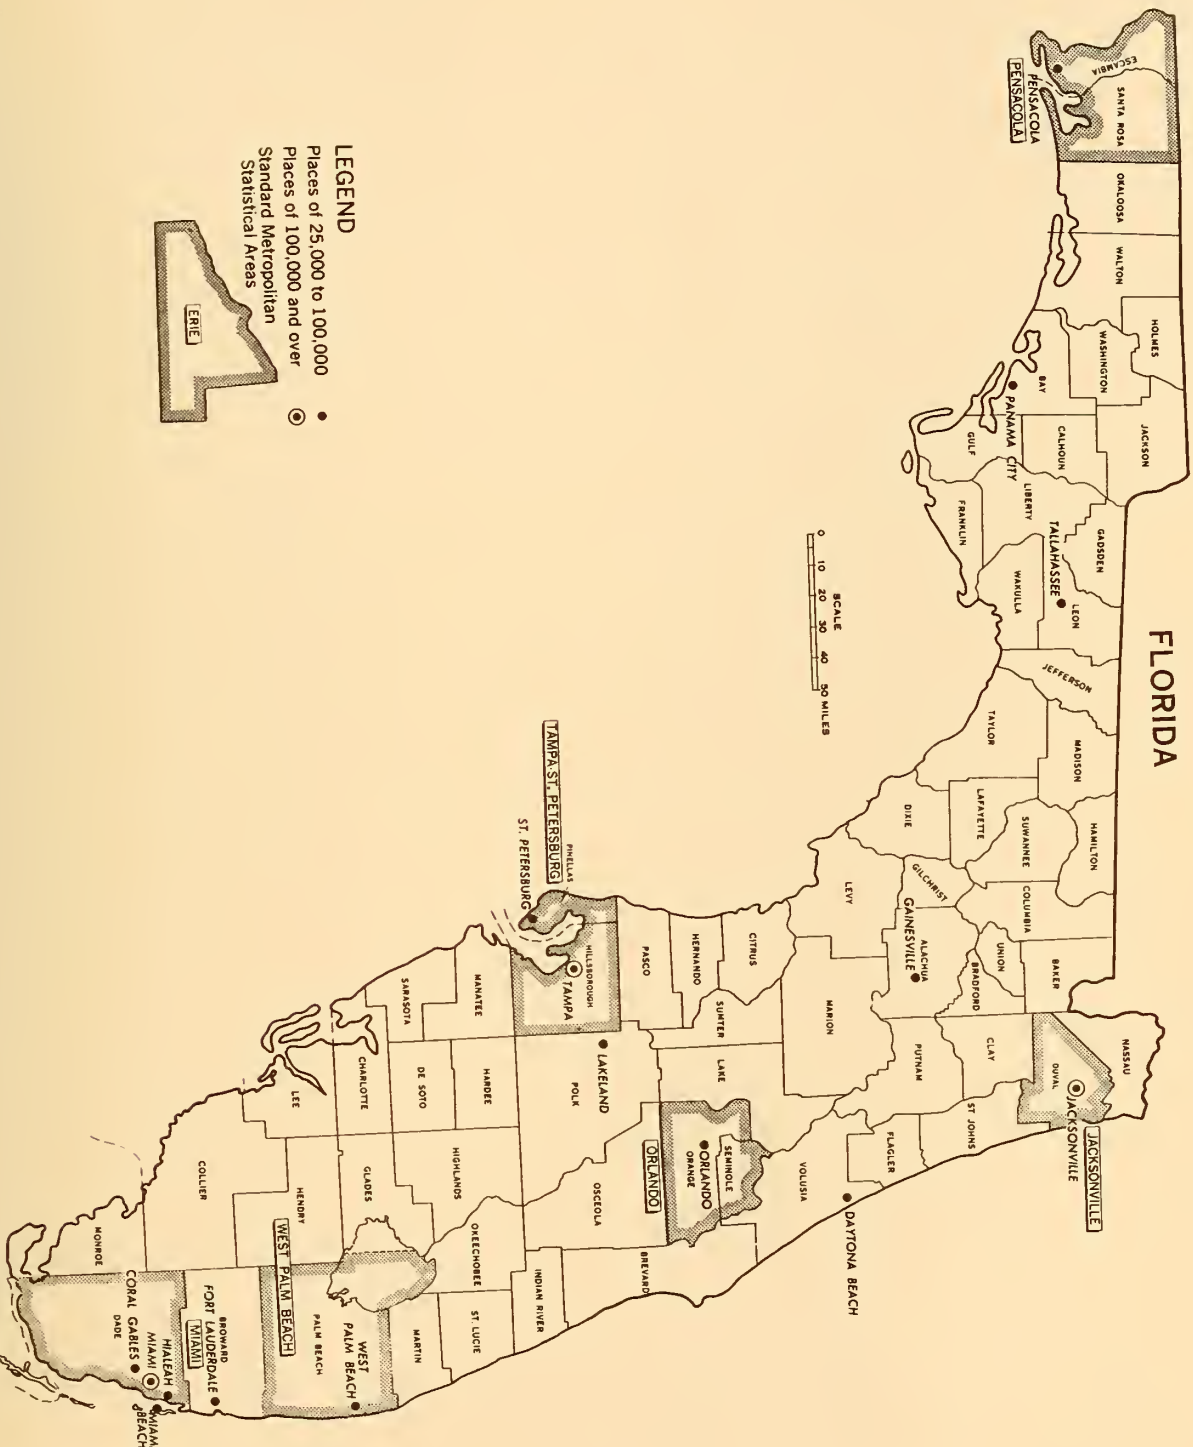 FLORIDA
ESCAMBIA
SANTA ROSA
PENSACOLA
PENSACOLA
OKALOOSA
WALTON
HOLMES
WASHINGTON
BAY
PANAMA CITY
JACKSON
CALHOUN
GULF
LIBERTY
FRANKLIN
GADSDEN
TALLAHASSEE
LEON
WAKULLA
JEFFERSON
MADISON
TAYLOR
HAMILTON
SUWANNEE
LAFAYETTE
DIXIE
COLUMBIA
GILCHRIST
LEVY
BAKER
UNION
BRADFORD
ALACHUA
GAINESVILLE
NASSAU
DUVAL
JACKSONVILLE
JACKSONVILLE
CLAY
ST JOHNS
PUTNAM
FLAGLER
MARION
CITRUS
HERNANDO
SUMTER
PASCO
LAKE
VOLUSIA
DAYTONA BEACH
SEMINOLE
ORLANDO
ORANGE
ORLANDO
PINELLAS
TAMPA-ST. PETERSBURG
ST. PETERSBURG
HILLSBOROUGH
TAMPA
LAKELAND
POLK
OSCEOLA
BREVARD
MANATEE
SARASOTA
HARDEE
DE SOTO
HIGHLANDS
OKEECHOBEE
INDIAN RIVER
ST. LUCIE
MARTIN
CHARLOTTE
GLADES
LEE
HENDRY
WEST
PALM BEACH
PALM BEACH
WEST PALM BEACH
COLLIER
BROWARD
FORT LAUDERDALE
MIAMI
MONROE
HIALEAH
MIAMI
CORAL GABLES
DADE
MIAMI
BEACH
SCALE
0 10 20 30 40 50 MILES
LEGEND
Places of 25,000 to 100,000
Places of 100,000 and over
Standard Metropolitan
Statistical Areas
ERIE